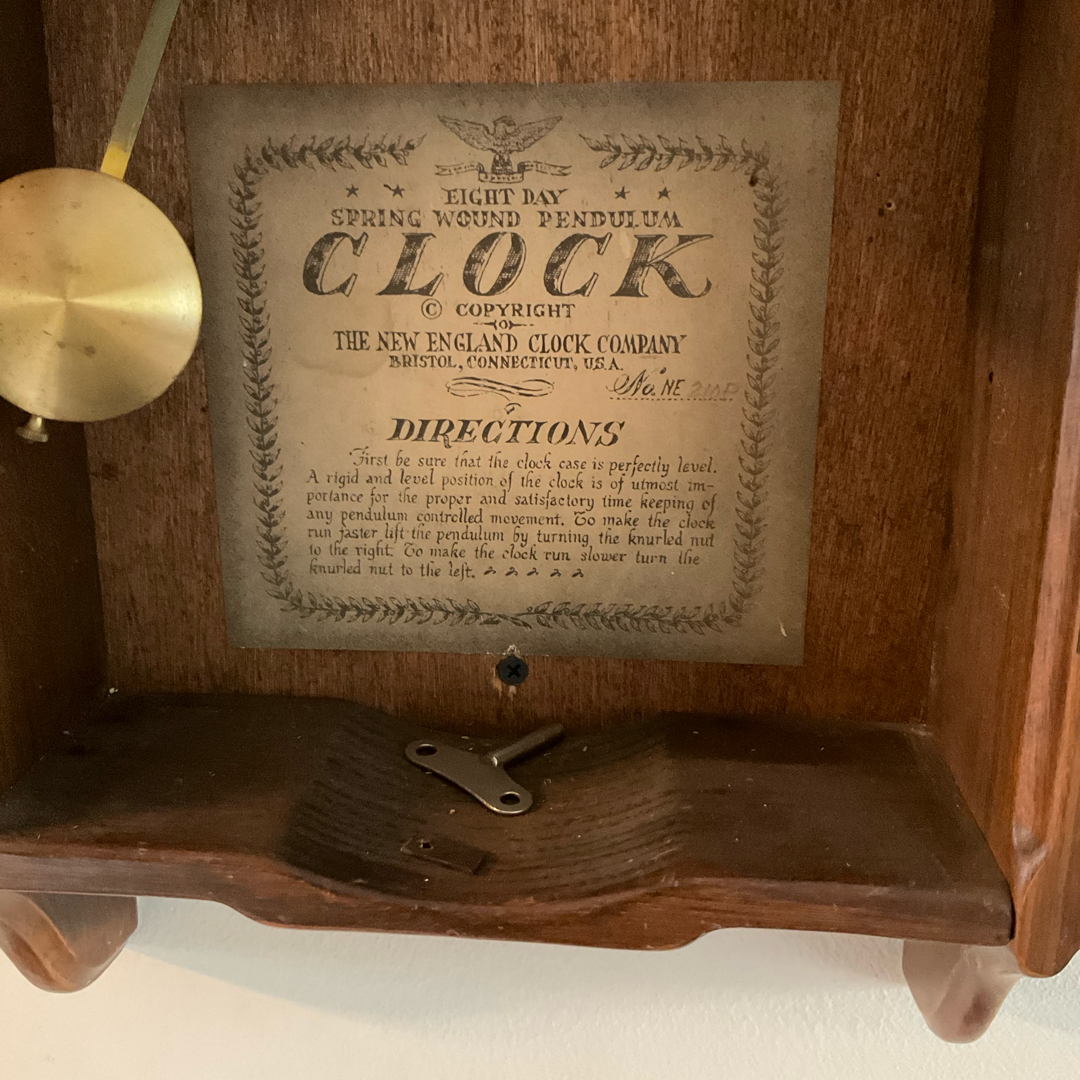 EIGHT DAY
SPRING WOUND PENDULUM
CLOCK
© COPYRIGHT
THE NEW ENGLAND CLOCK COMPANY
BRISTOL, CONNECTICUT, U.S.A.
No. NE
DIRECTIONS
First be sure that the clock case is perfectly level.
A rigid and level position of the clock is of utmost im-
portance for the proper and satisfactory time keeping of
any pendulum controlled movement. To make the clock
run faster lift the pendulum by turning the knurled nut
to the right. To make the clock run slower turn the
knurled nut to the left.